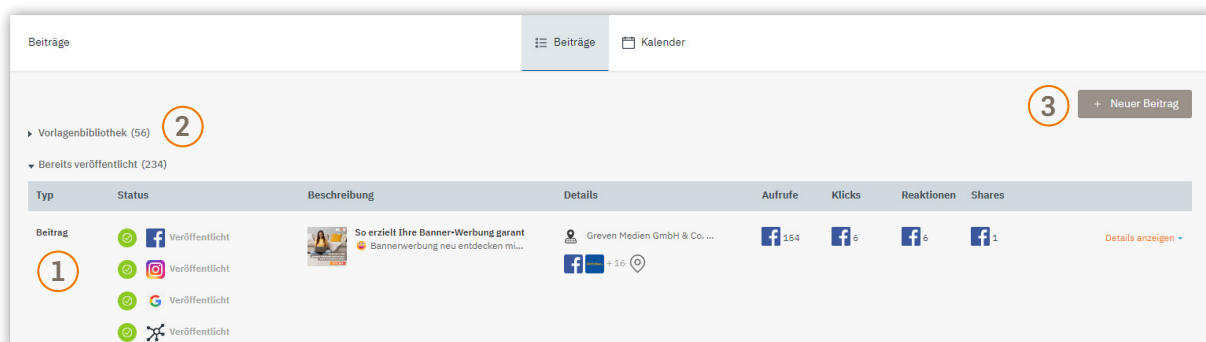 Beiträge
Beiträge
Kalender
3
+ Neuer Beitrag
Vorlagenbibliothek (56)
2
Bereits veröffentlicht (234)
Typ Status Beschreibung Details Aufrufe Klicks Reaktionen Shares
Beitrag
1
Veröffentlicht
Veröffentlicht
Veröffentlicht
Veröffentlicht
So erzielt Ihre Banner-Werbung garant
Bannerwerbung neu entdecken mi...
Greven Medien GmbH & Co. ...
+ 16
154
6
6
1
Details anzeigen